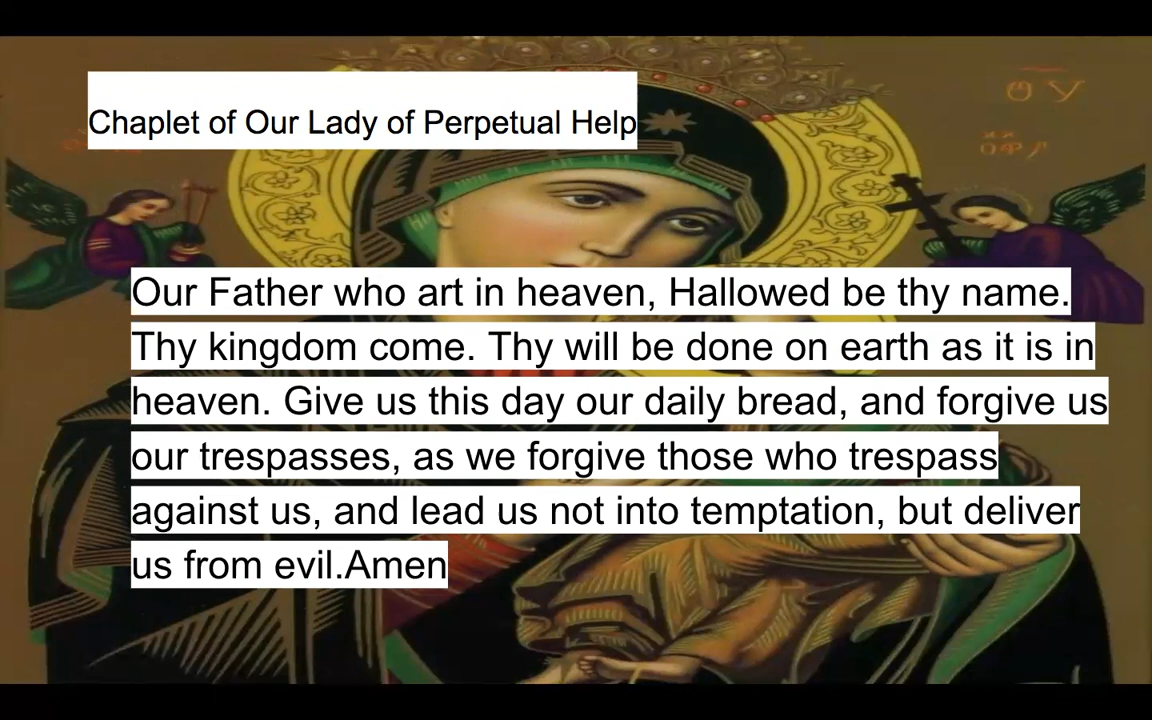 Chaplet of Our Lady of Perpetual Help
Our Father who art in heaven, Hallowed be thy name.
Thy kingdom come. Thy will be done on earth as it is in
heaven. Give us this day our daily bread, and forgive us
our trespasses, as we forgive those who trespass
against us, and lead us not into temptation, but deliver
us from evil.Amen